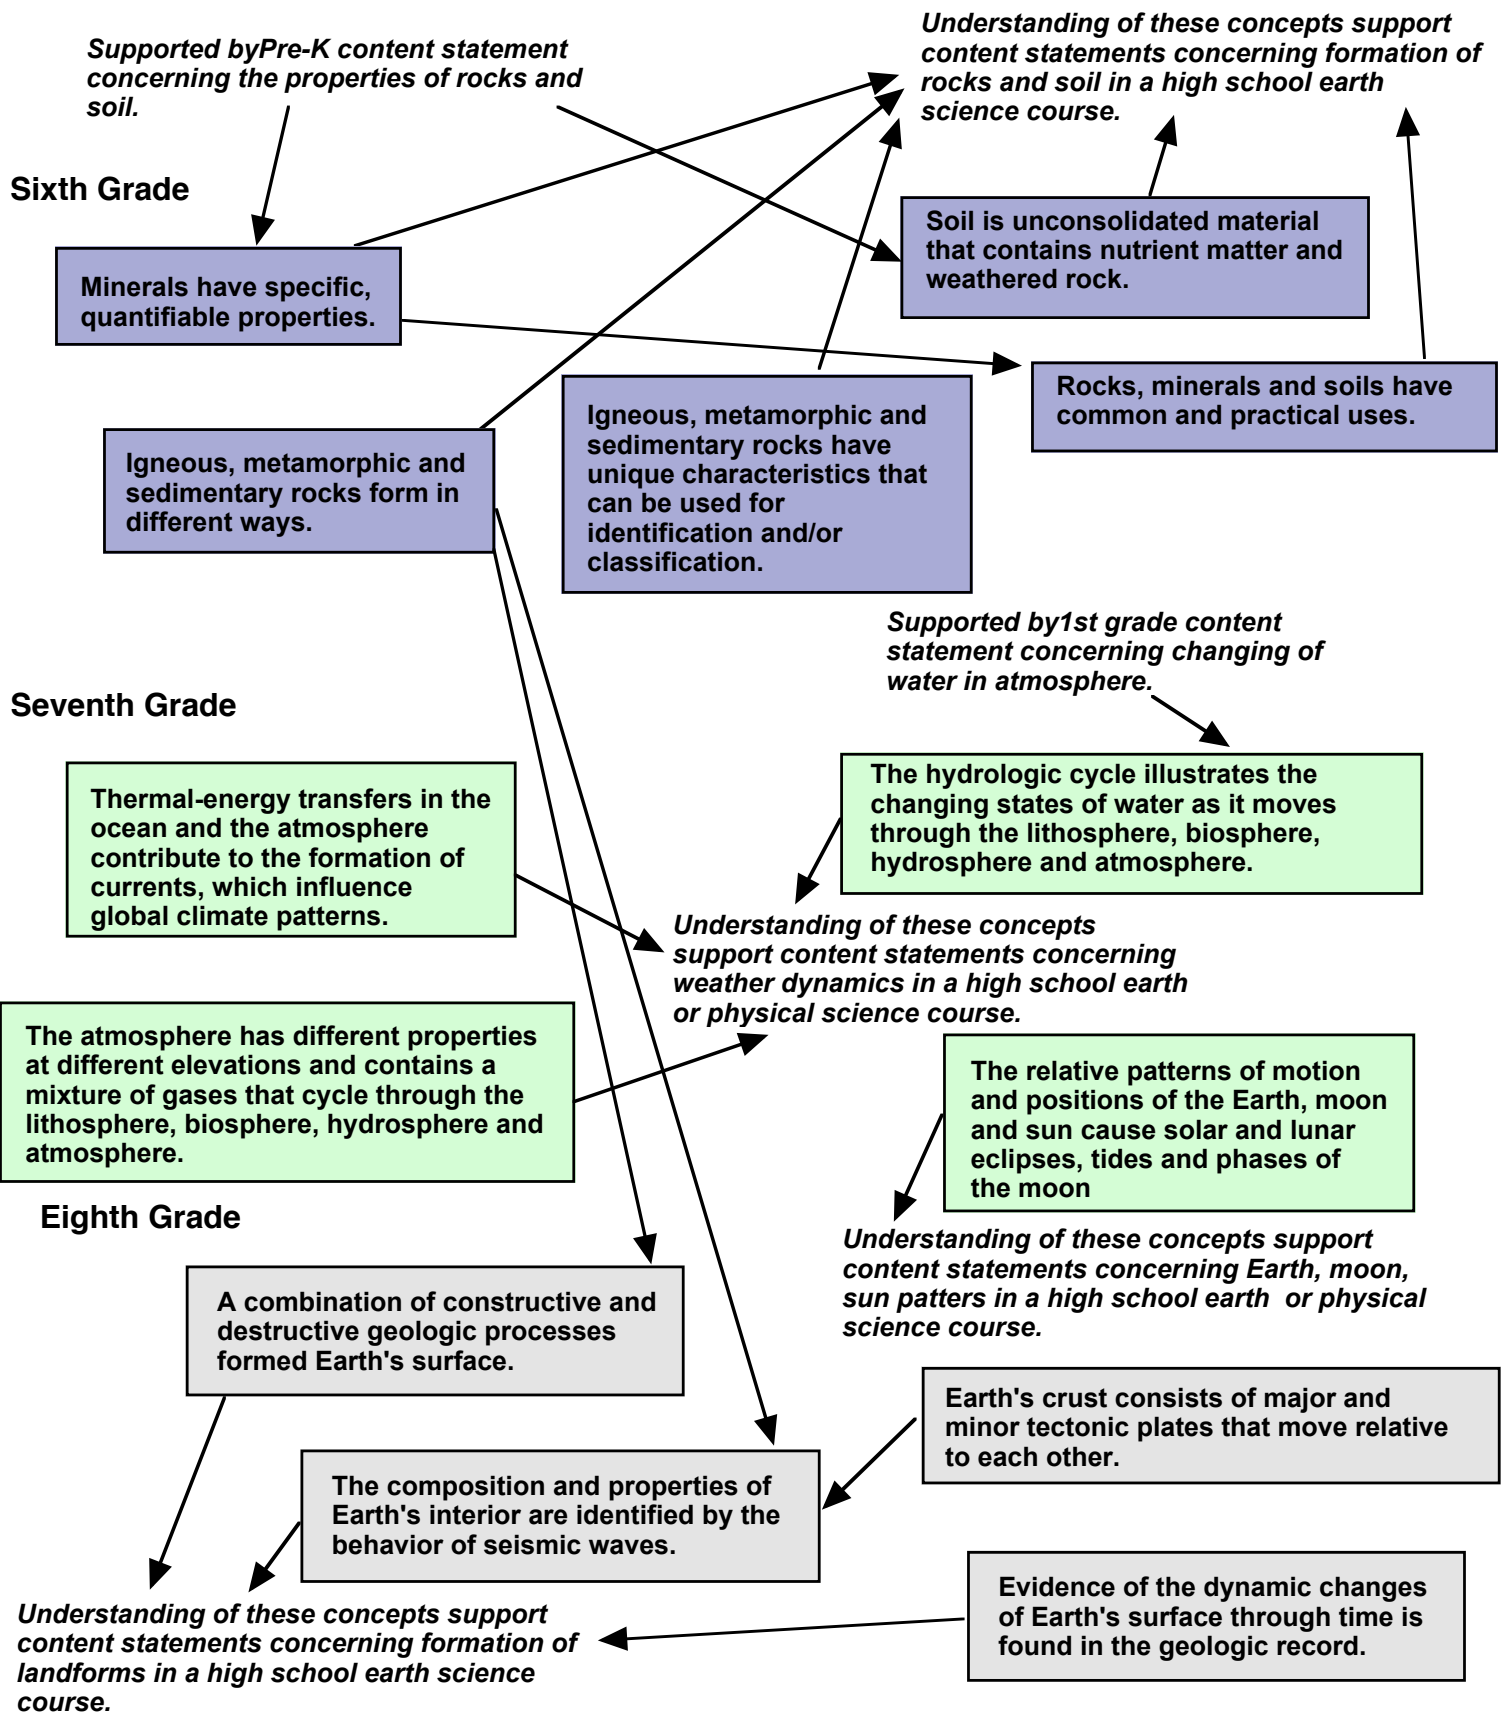 Supported byPre-K content statement
concerning the properties of rocks and
soil.
Understanding of these concepts support
content statements concerning formation of
rocks and soil in a high school earth
science course.
Sixth Grade
Minerals have specific,
quantifiable properties.
Soil is unconsolidated material
that contains nutrient matter and
weathered rock.
Rocks, minerals and soils have
common and practical uses.
Igneous, metamorphic and
sedimentary rocks form in
different ways.
Igneous, metamorphic and
sedimentary rocks have
unique characteristics that
can be used for
identification and/or
classification.
Supported by1st grade content
statement concerning changing of
water in atmosphere.
Seventh Grade
Thermal-energy transfers in the
ocean and the atmosphere
contribute to the formation of
currents, which influence
global climate patterns.
The hydrologic cycle illustrates the
changing states of water as it moves
through the lithosphere, biosphere,
hydrosphere and atmosphere.
Understanding of these concepts
support content statements concerning
weather dynamics in a high school earth
or physical science course.
The atmosphere has different properties
at different elevations and contains a
mixture of gases that cycle through the
lithosphere, biosphere, hydrosphere and
atmosphere.
The relative patterns of motion
and positions of the Earth, moon
and sun cause solar and lunar
eclipses, tides and phases of
the moon
Eighth Grade
Understanding of these concepts support
content statements concerning Earth, moon,
sun patters in a high school earth  or physical
science course.
A combination of constructive and
destructive geologic processes
formed Earth's surface.
Earth's crust consists of major and
minor tectonic plates that move relative
to each other.
The composition and properties of
Earth's interior are identified by the
behavior of seismic waves.
Evidence of the dynamic changes
of Earth's surface through time is
found in the geologic record.
Understanding of these concepts support
content statements concerning formation of
landforms in a high school earth science
course.